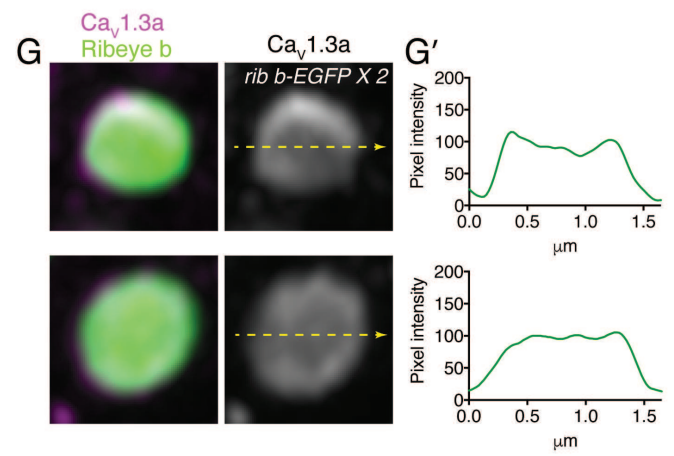 G
Cav1.3a
Ribeye b
Cav1.3a
rib b-EGFP X 2
G′
200
150
100
50
0
Pixel intensity
0.0 0.5 1.0 1.5
μm
200
150
100
50
0
Pixel intensity
0.0 0.5 1.0 1.5
μm